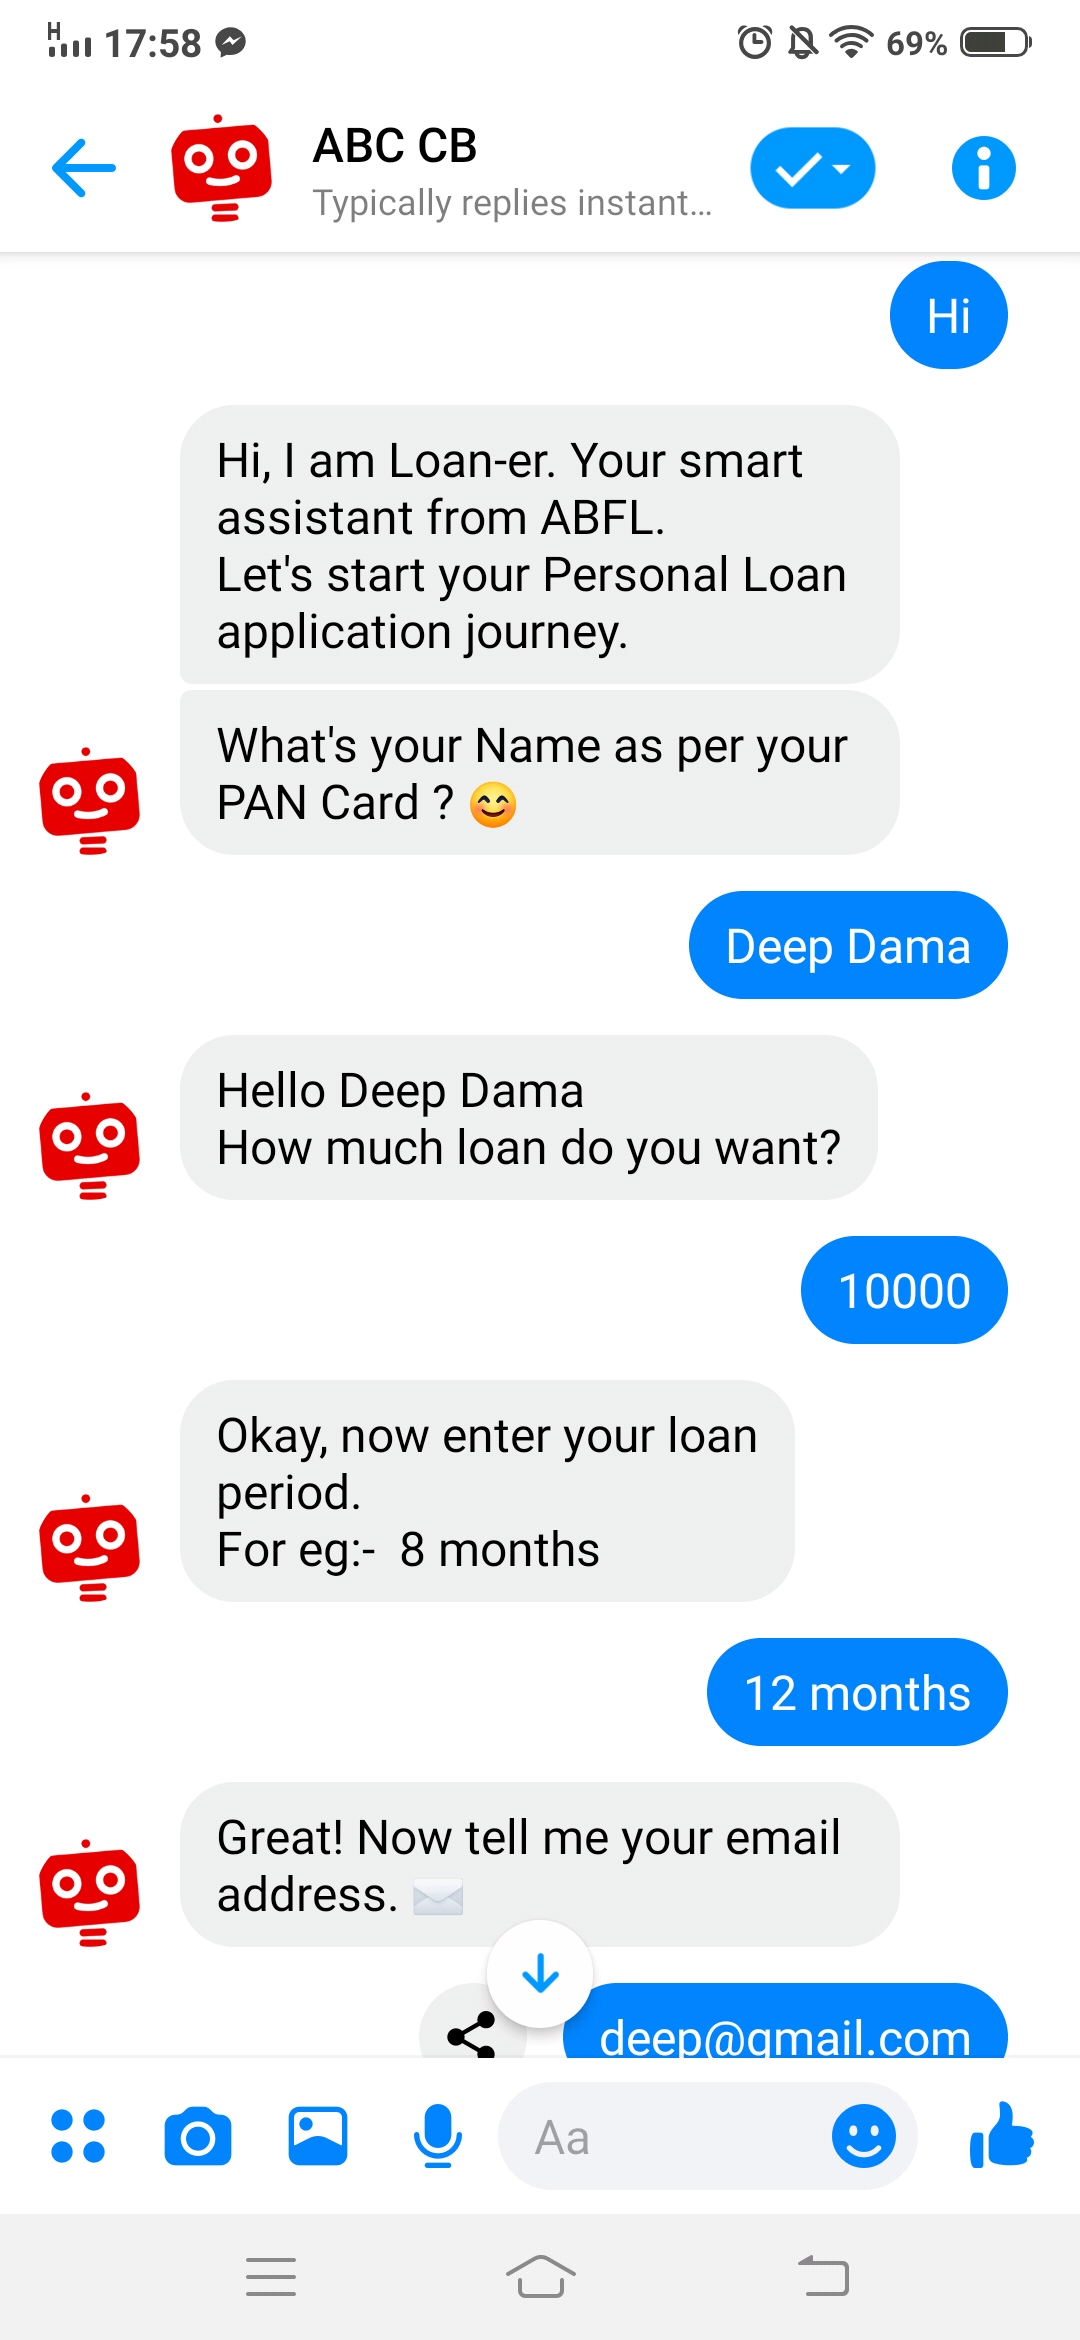 H
17:58
69%
ABC CB
Typically replies instant...
Hi
Hi, I am Loan-er. Your smart
assistant from ABFL.
Let's start your Personal Loan
application journey.
What's your Name as per your
PAN Card ? 😊
Deep Dama
Hello Deep Dama
How much loan do you want?
10000
Okay, now enter your loan
period.
For eg:-  8 months
12 months
Great! Now tell me your email
address. ✉️
deep@gmail.com
Aa